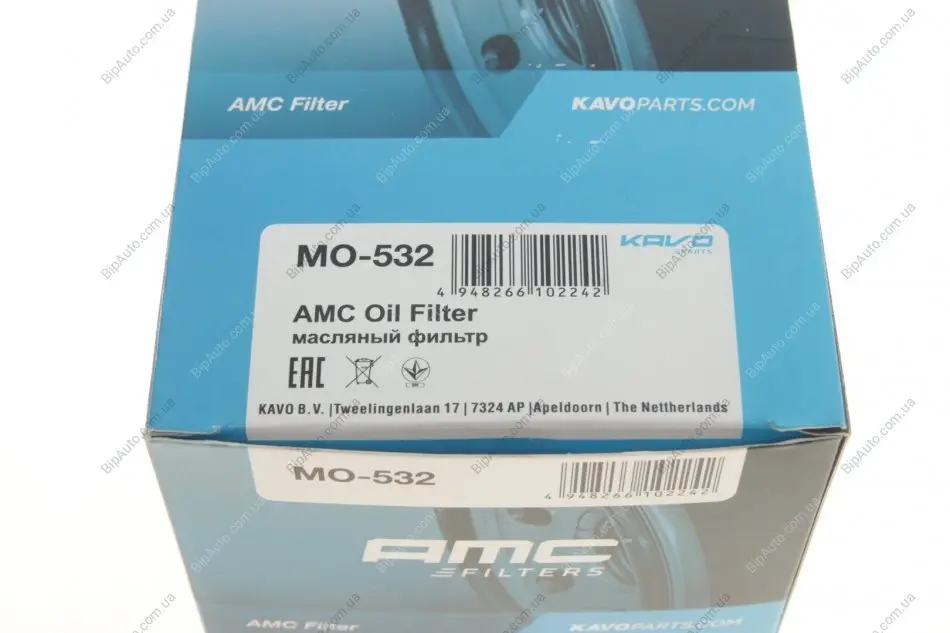 AMC Filter
KAVOPARTS.COM
MO-532
4 948266 102242
KAVO
PARTS
AMC Oil Filter
масляный фильтр
EAC
KAVO B.V. |Tweelingenlaan 17 | 7324 AP |Apeldoorn | The Nettherlands
MO-532
4 948266 102242
AMC
FILTERS
AMC Filter
KAVOPARTS.COM
BipAuto.com.ua